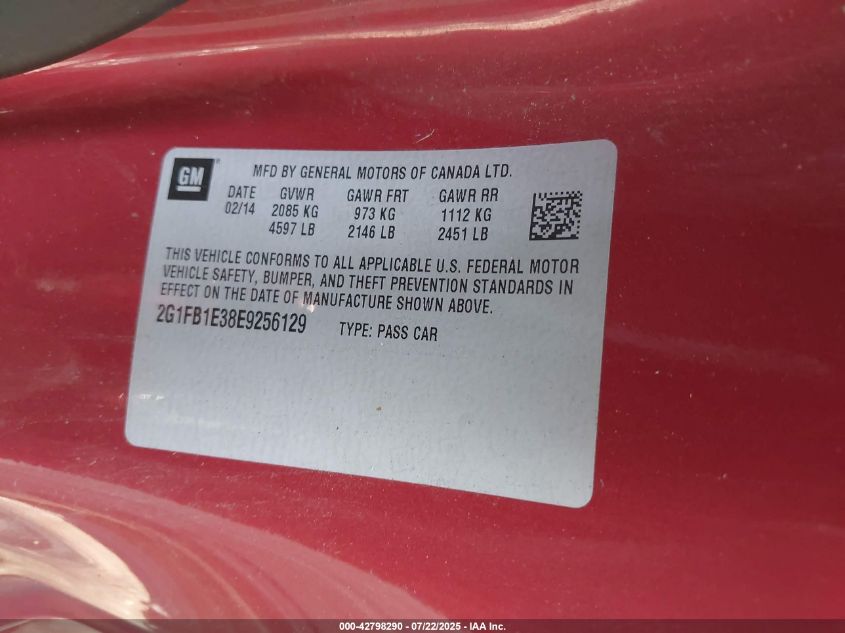 GM
MFD BY GENERAL MOTORS OF CANADA LTD.
DATE GVWR GAWR FRT GAWR RR
02/14 2085 KG 973 KG 1112 KG
4597 LB 2146 LB 2451 LB
THIS VEHICLE CONFORMS TO ALL APPLICABLE U.S. FEDERAL MOTOR
VEHICLE SAFETY, BUMPER, AND THEFT PREVENTION STANDARDS IN
EFFECT ON THE DATE OF MANUFACTURE SHOWN ABOVE.
2G1FB1E38E9256129 TYPE: PASS CAR
000-42798290 - 07/22/2025 - IAA Inc.